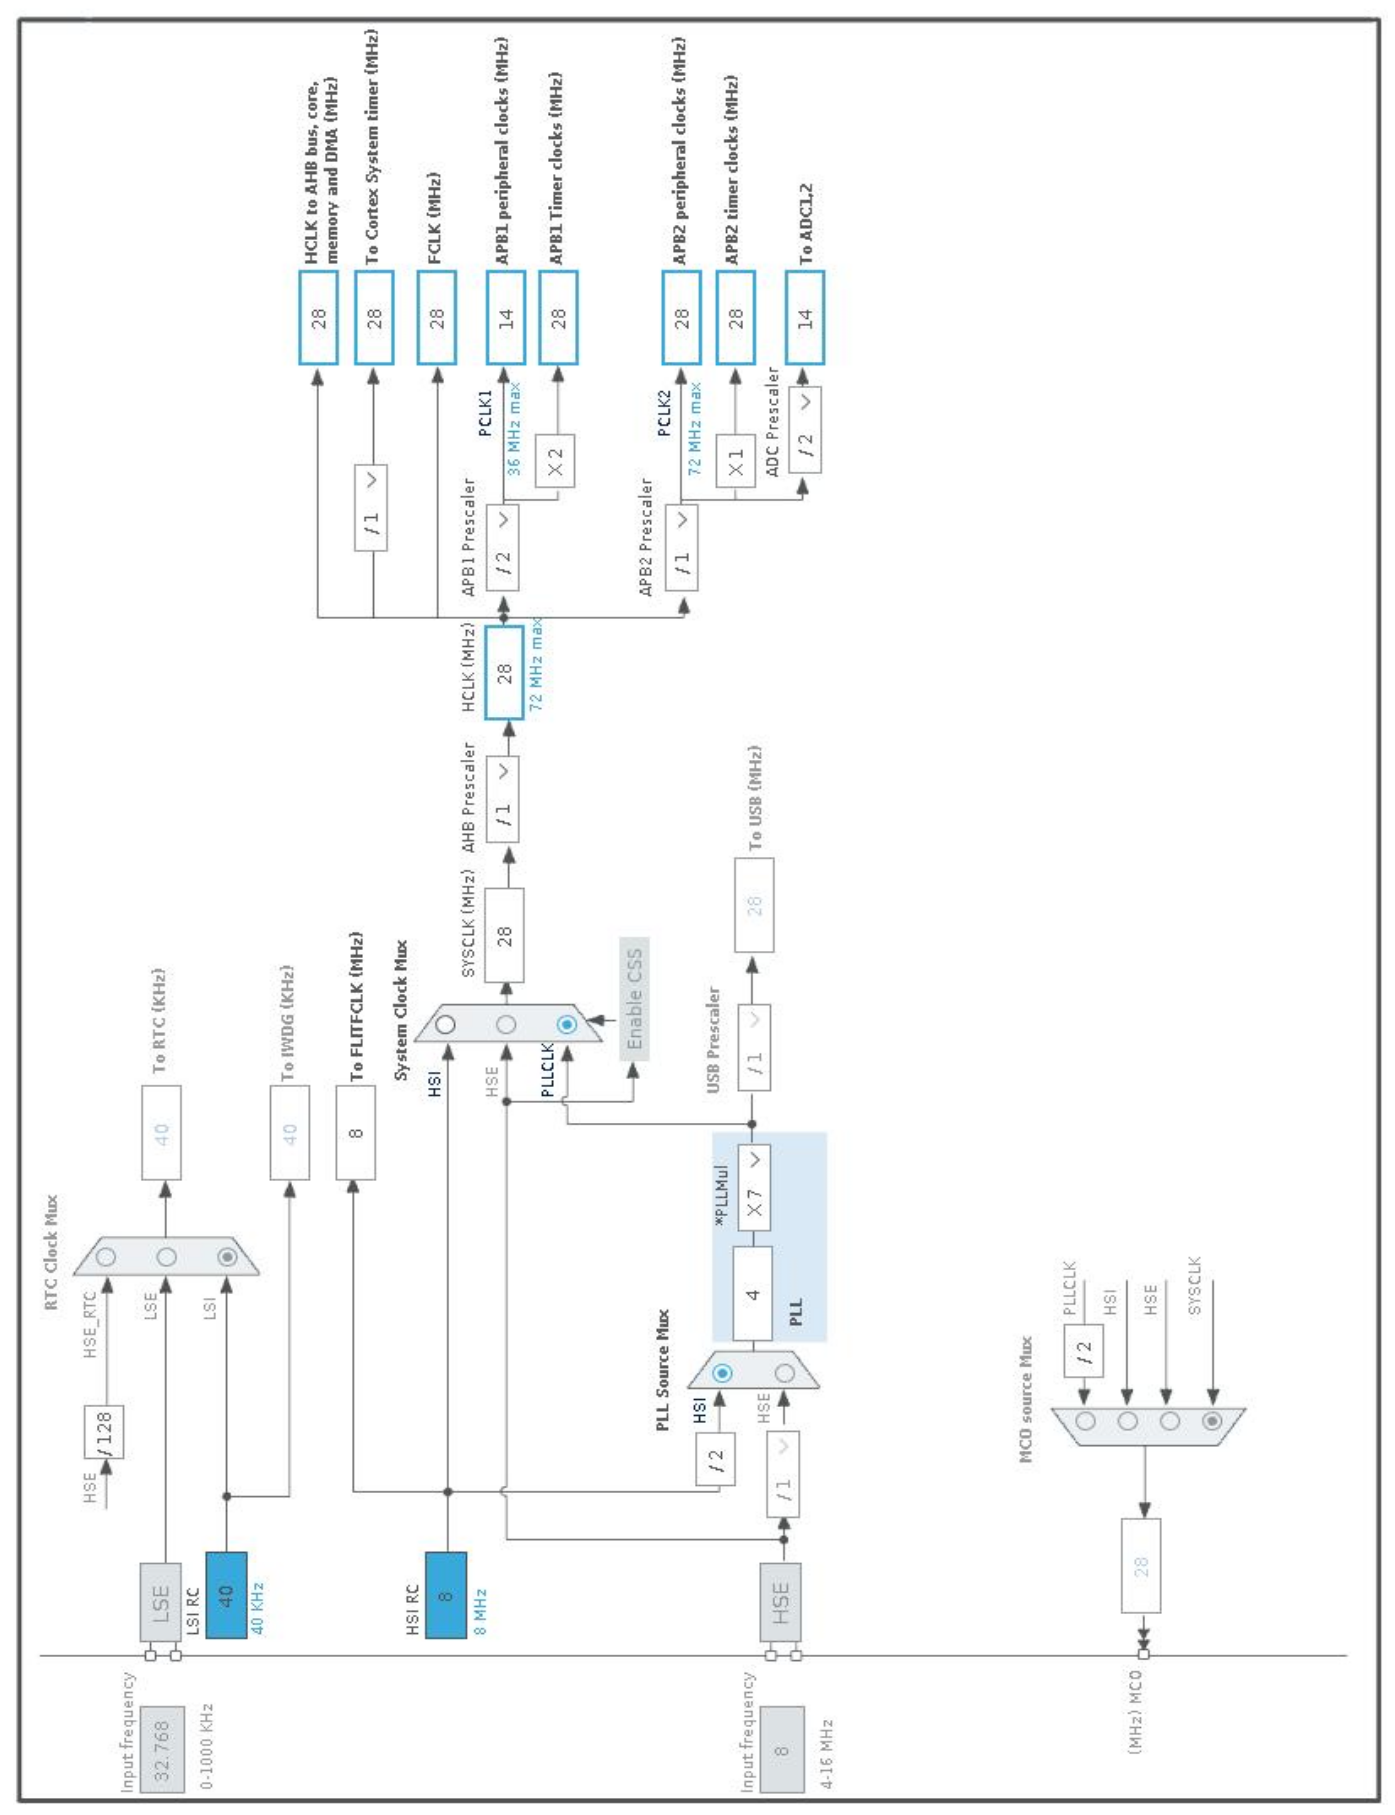 RTC Clock Mux
HSE
/128
HSE_RTC
LSE
LSI
40
To RTC (KHz)
Input frequency
32.768
0-1000 KHz
LSE
LSI RC
40
40 KHz
40
To IWDG (KHz)
8
To FLITFCLK (MHz)
HSI RC
8
8 MHz
System Clock Mux
HSI
HSE
PLLCLK
Enable CSS
SYSCLK (MHz)
28
AHB Prescaler
/1
HCLK (MHz)
28
72 MHz max
28
HCLK to AHB bus, core,
memory and DMA (MHz)
/1
28
To Cortex System timer (MHz)
28
FCLK (MHz)
APB1 Prescaler
/2
PCLK1
36 MHz max
14
APB1 peripheral clocks (MHz)
X2
28
APB1 Timer clocks (MHz)
APB2 Prescaler
/1
PCLK2
72 MHz max
28
APB2 peripheral clocks (MHz)
X1
28
APB2 timer clocks (MHz)
ADC Prescaler
/2
14
To ADC1,2
PLL Source Mux
/2
HSI
HSE
/1
4
*PLLMul
X7
PLL
USB Prescaler
/1
28
To USB (MHz)
Input frequency
8
4-16 MHz
HSE
MCO source Mux
PLLCLK
/2
HSI
HSE
SYSCLK
28
(MHz) MCO